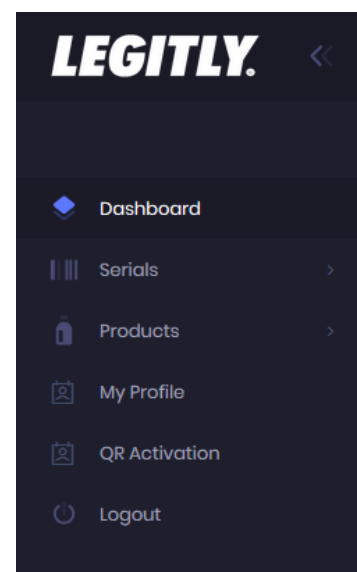 LEGITLY.
Dashboard
Serials
Products
My Profile
QR Activation
Logout